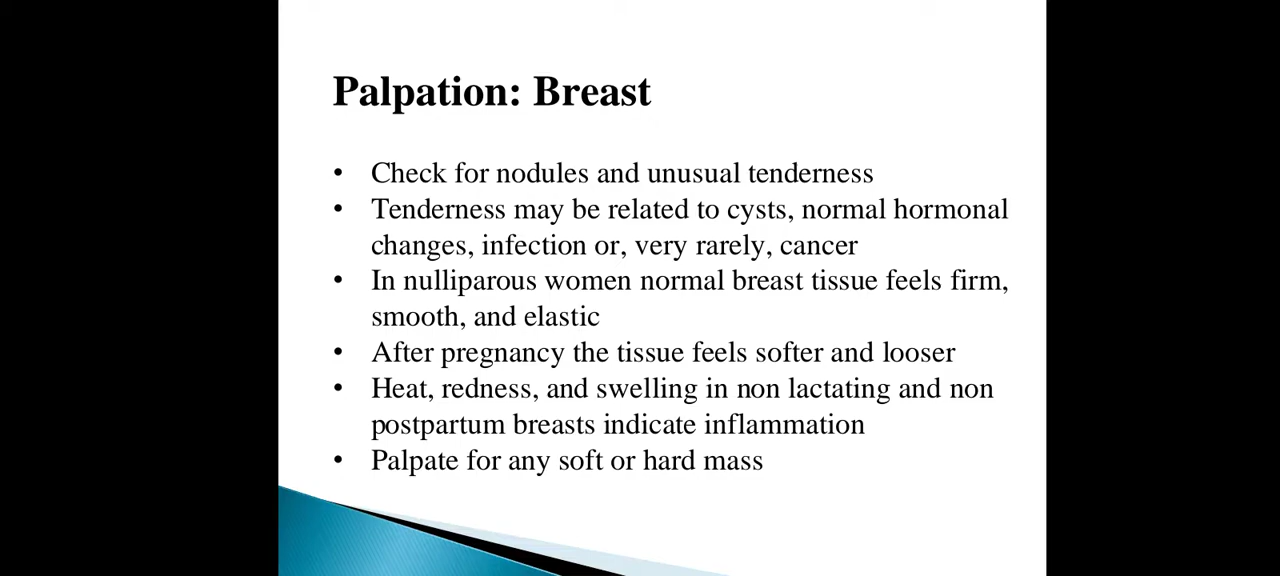 Palpation: Breast
• Check for nodules and unusual tenderness
• Tenderness may be related to cysts, normal hormonal
changes, infection or, very rarely, cancer
• In nulliparous women normal breast tissue feels firm,
smooth, and elastic
• After pregnancy the tissue feels softer and looser
• Heat, redness, and swelling in non lactating and non
postpartum breasts indicate inflammation
• Palpate for any soft or hard mass